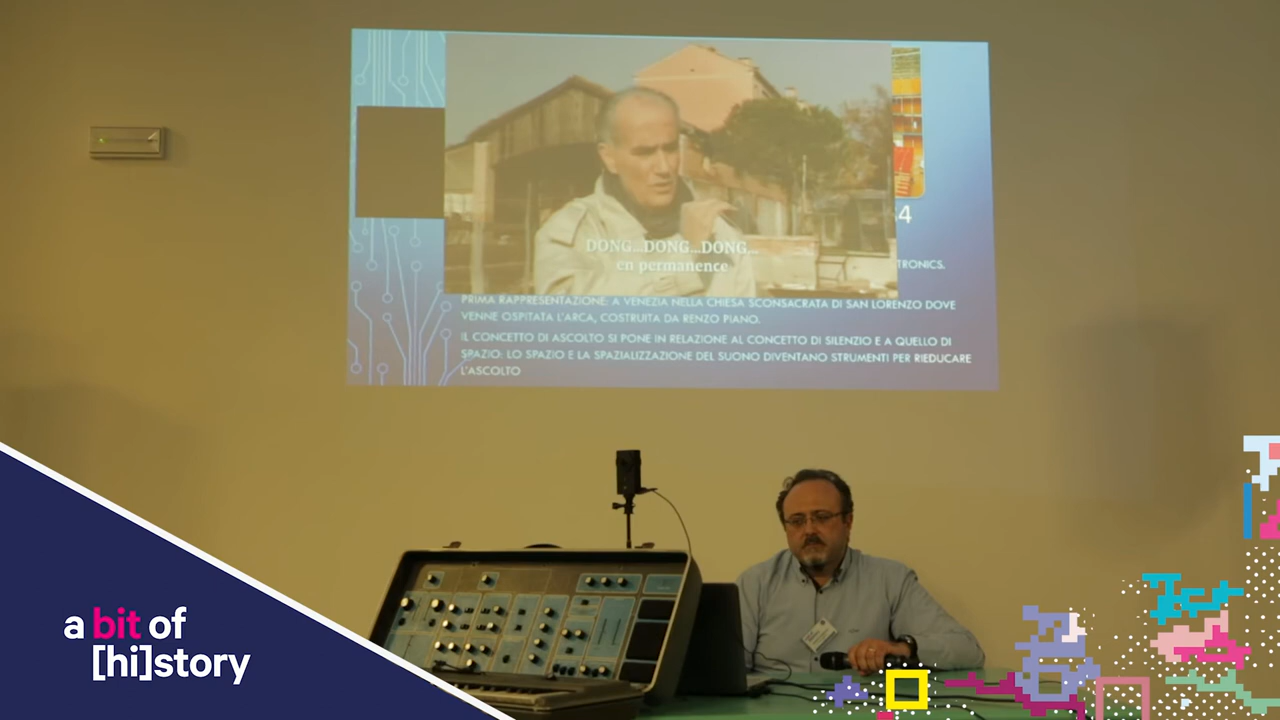 DONG...DONG...DONG...
en permanence
.4
TRONICS.
PRIMA RAPPRESENTAZIONE: A VENEZIA NELLA CHIESA SCONSACRATA DI SAN LORENZO DOVE
VENNE OSPITATA L'ARCA, COSTRUITA DA RENZO PIANO.
IL CONCETTO DI ASCOLTO SI PONE IN RELAZIONE AL CONCETTO DI SILENZIO E A QUELLO DI
SPAZIO: LO SPAZIO E LA SPAZIALIZZAZIONE DEL SUONO DIVENTANO STRUMENTI PER RIEDUCARE
L'ASCOLTO
a bit of
[hi]story